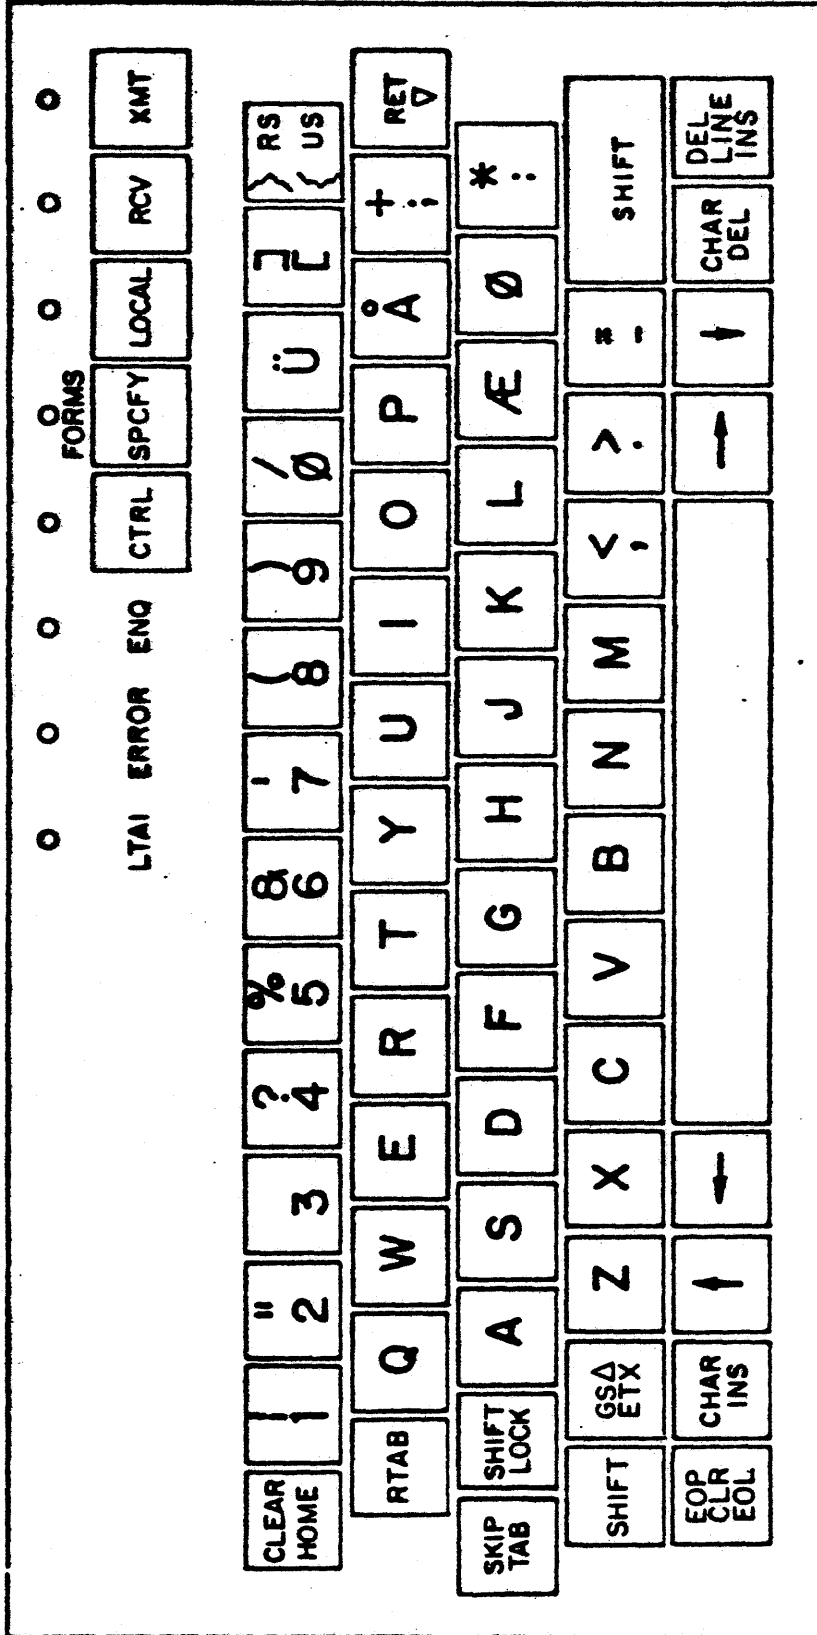 FORMS
LTAI ERROR ENQ CTRL SPCFY LOCAL RCV XMT
CLEAR HOME | 1 " 2 3 ? 4 % 5 & 6 ' 7 ( 8 ) 9 / Ø Ü ] [ } RS { US
RTAB Q W E R T Y U I O P Å + ; RET ▽
SKIP TAB SHIFT LOCK A S D F G H J K L Æ Ø * :
SHIFT GS△ ETX Z X C V B N M < , > . = - SHIFT
EOP CLR EOL CHAR INS ↑ ← → ↓ CHAR DEL DEL LINE INS